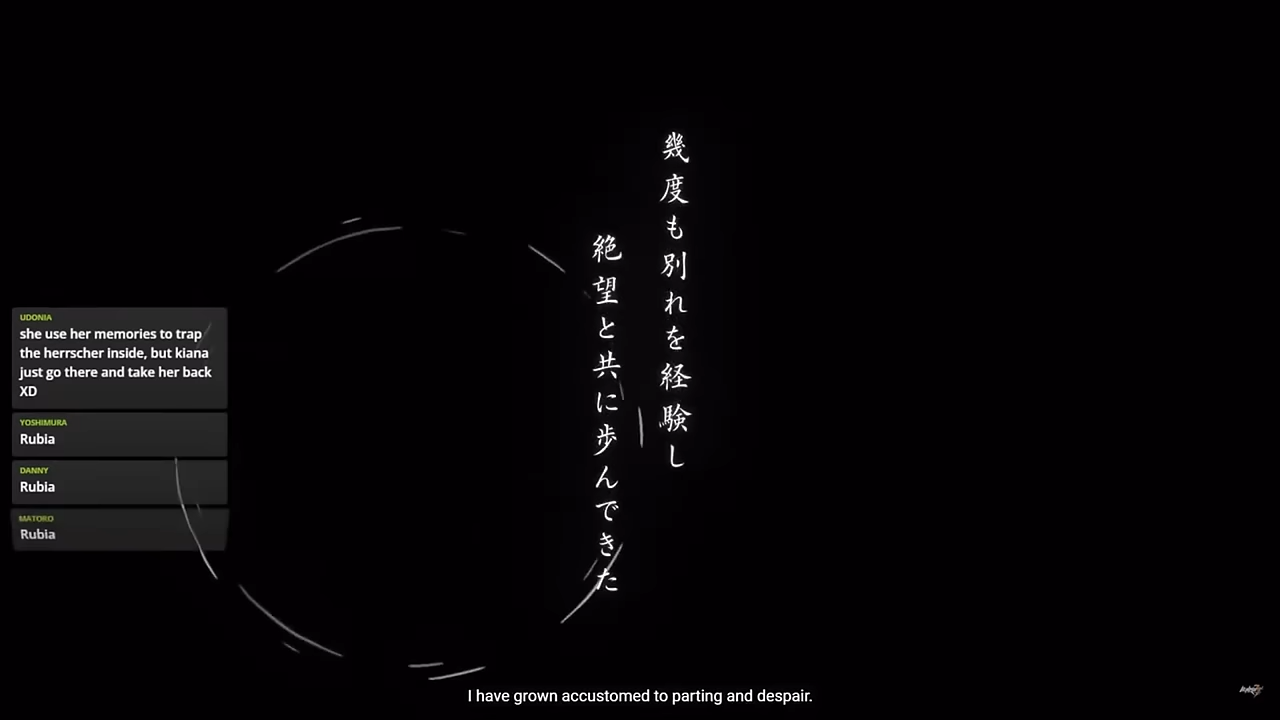 幾度も別れを経験し
絶望と共に歩んできた
UDONIA
she use her memories to trap
the herrscher inside, but kiana
just go there and take her back
XD
YOSHIMURA
Rubia
DANNY
Rubia
MATORO
Rubia
I have grown accustomed to parting and despair.